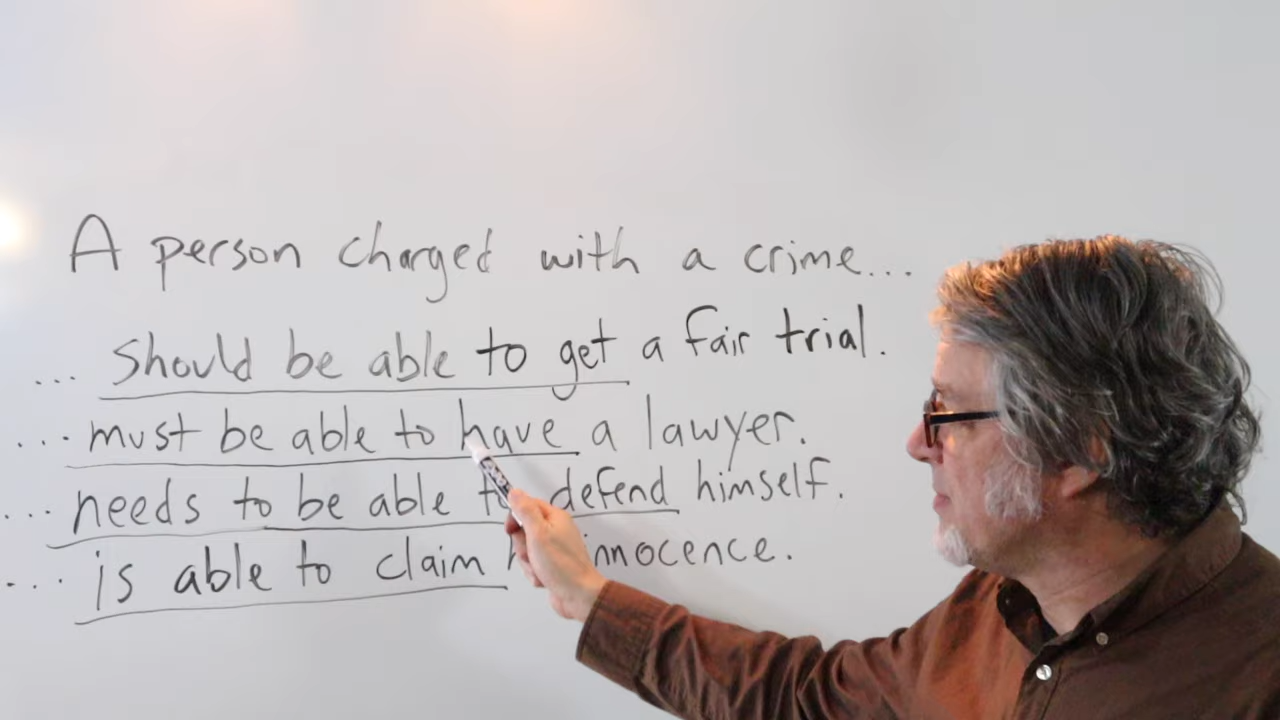 A person charged with a crime...
... should be able to get a fair trial.
... must be able to have a lawyer.
... needs to be able defend himself.
... is able to claim innocence.